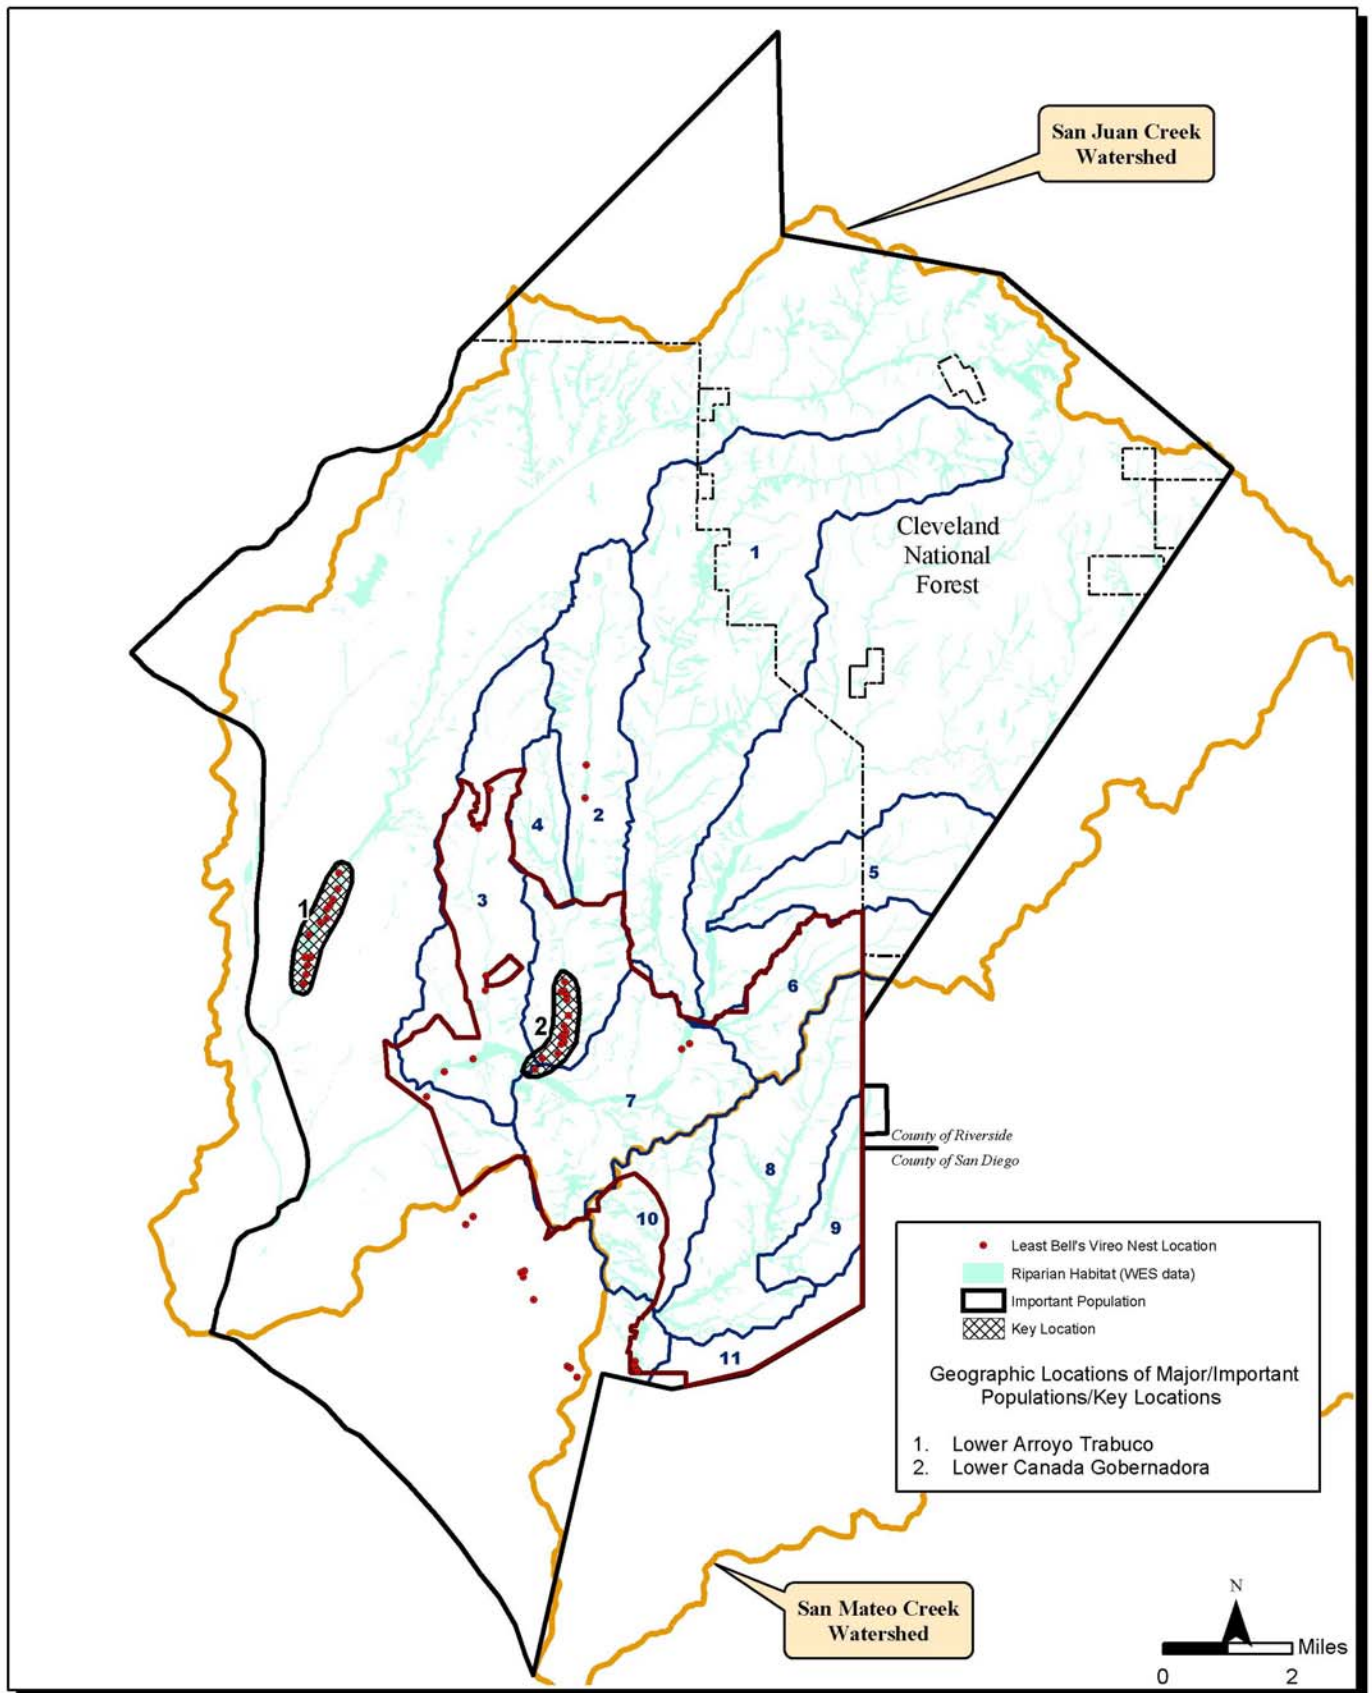 San Juan Creek
Watershed
Cleveland
National
Forest
1
2
4
3
5
1
6
2
7
8
9
10
11
County of Riverside
County of San Diego
Least Bell's Vireo Nest Location
Riparian Habitat (WES data)
Important Population
Key Location
Geographic Locations of Major/Important
Populations/Key Locations
1. Lower Arroyo Trabuco
2. Lower Canada Gobernadora
San Mateo Creek
Watershed
N
Miles
0 2